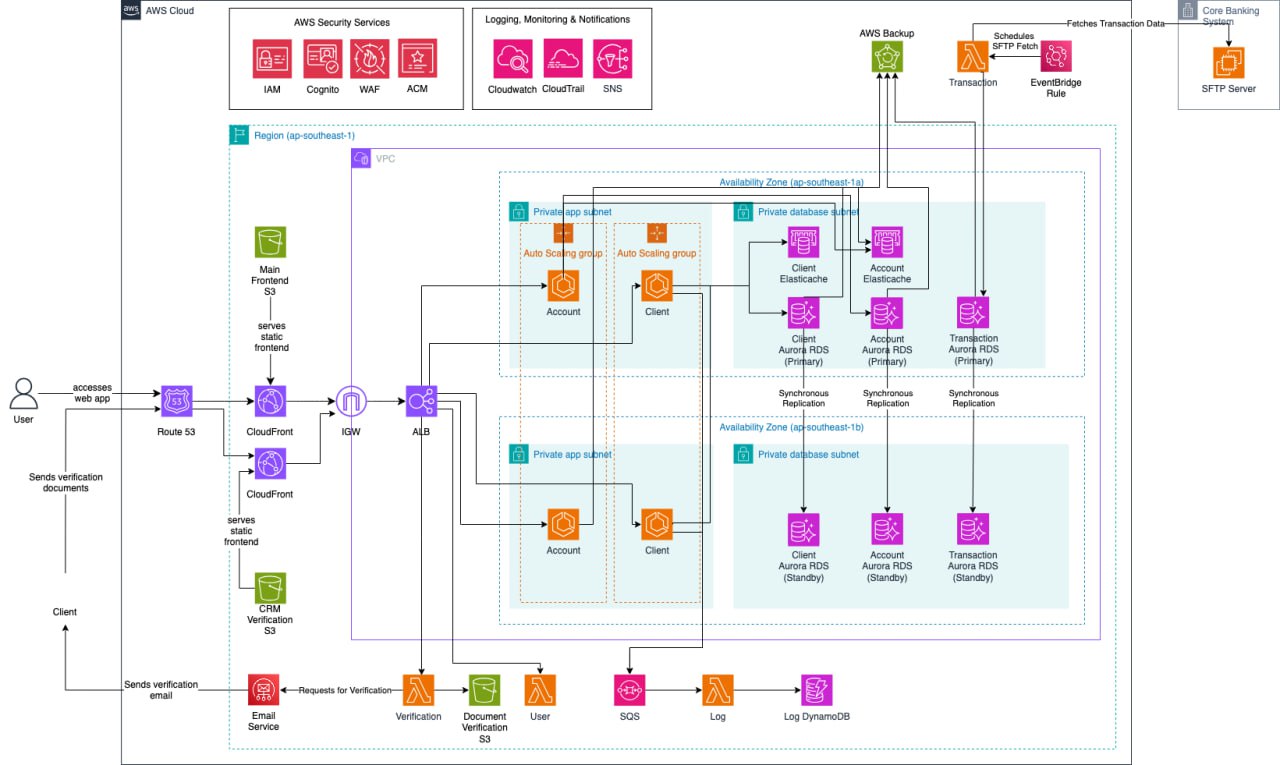 aws
AWS Cloud
AWS Security Services
IAM
Cognito
WAF
ACM
Logging, Monitoring & Notifications
Cloudwatch
CloudTrail
SNS
AWS Backup
Transaction
Schedules
SFTP Fetch
EventBridge
Rule
Fetches Transaction Data
Core Banking
System
SFTP Server
Region (ap-southeast-1)
VPC
Availability Zone (ap-southeast-1a)
Private app subnet
Auto Scaling group
Auto Scaling group
Account
Client
Private database subnet
Client
Elasticache
Account
Elasticache
Client
Aurora RDS
(Primary)
Account
Aurora RDS
(Primary)
Transaction
Aurora RDS
(Primary)
Synchronous
Replication
Synchronous
Replication
Synchronous
Replication
Main
Frontend
S3
serves
static
frontend
User
accesses
web app
53
Route 53
CloudFront
IGW
ALB
CloudFront
Sends verification
documents
serves
static
frontend
CRM
Verification
S3
Availability Zone (ap-southeast-1b)
Private app subnet
Account
Client
Private database subnet
Client
Aurora RDS
(Standby)
Account
Aurora RDS
(Standby)
Transaction
Aurora RDS
(Standby)
Client
Sends verification
email
Email
Service
Requests for Verification
Verification
Document
Verification
S3
User
SQS
Log
Log DynamoDB